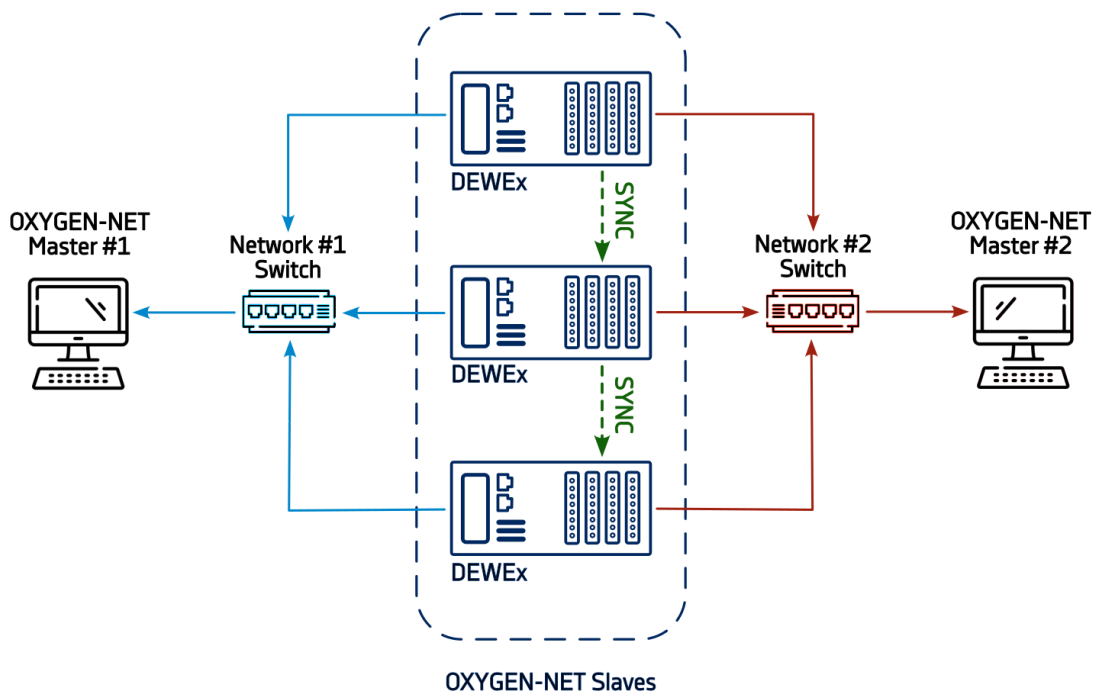 DEWEx
SYNC
OXYGEN-NET
Master #1
Network #1
Switch
DEWEx
Network #2
Switch
OXYGEN-NET
Master #2
SYNC
DEWEx
OXYGEN-NET Slaves